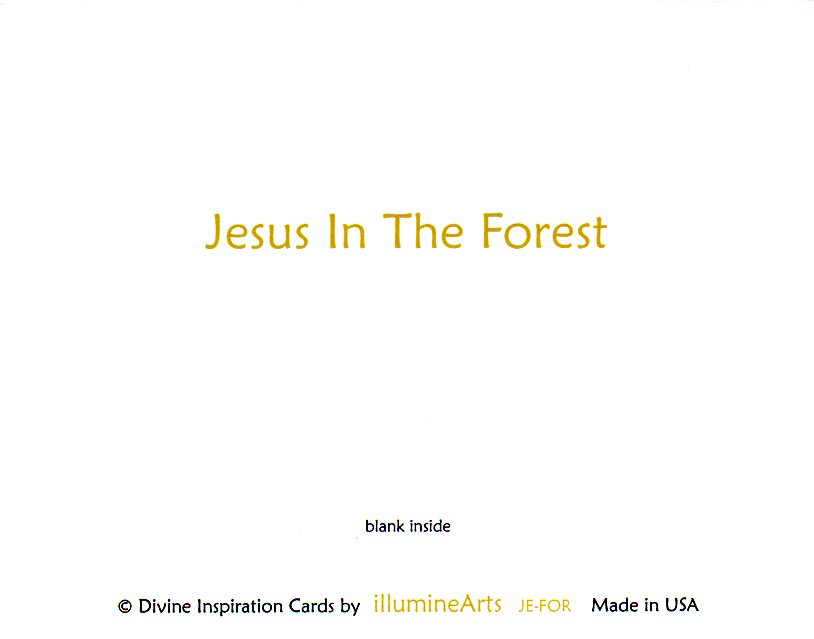 Jesus In The Forest
blank inside
© Divine Inspiration Cards by illumineArts JE-FOR Made in USA